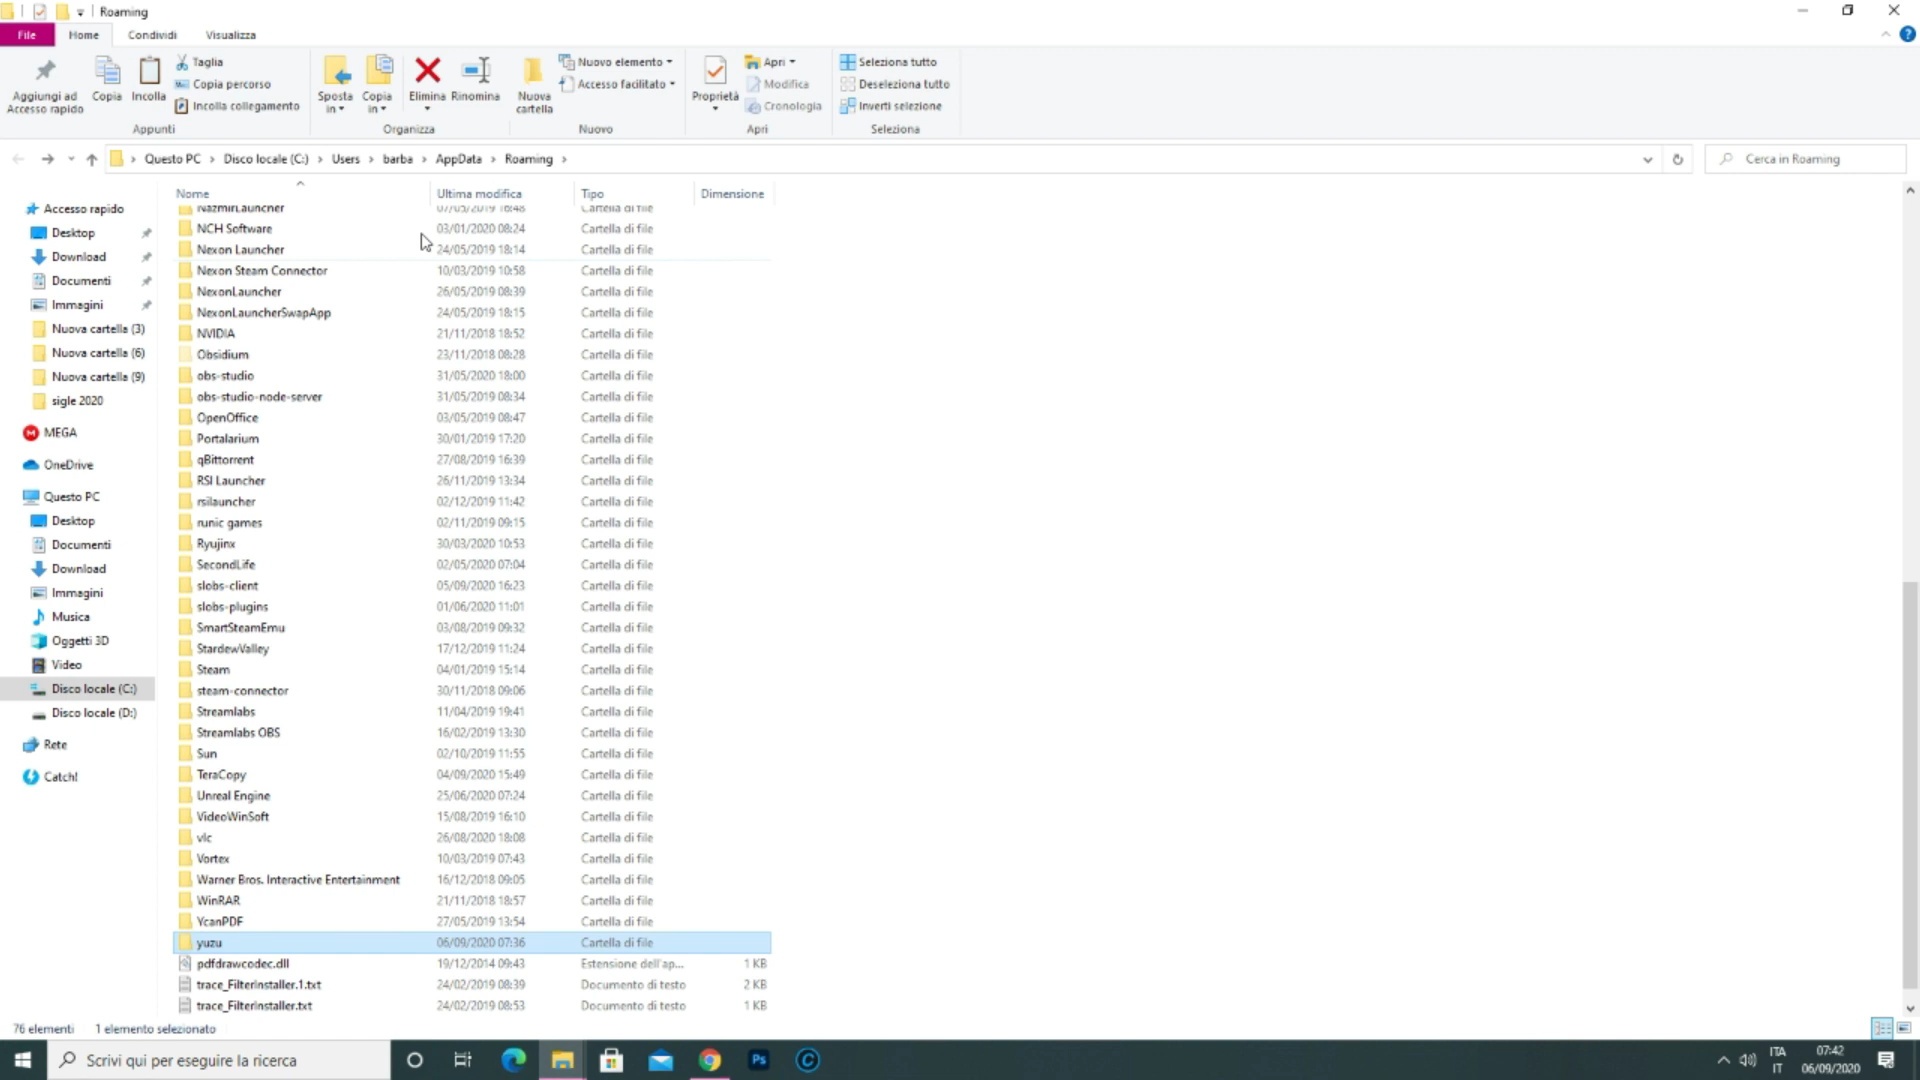 Roaming
File Home Condividi Visualizza
Aggiungi ad Accesso rapido
Copia
Incolla
Taglia
Copia percorso
Incolla collegamento
Appunti
Sposta in
Copia in
Elimina
Rinomina
Organizza
Nuova cartella
Nuovo elemento
Accesso facilitato
Nuovo
Proprietà
Apri
Modifica
Cronologia
Apri
Seleziona tutto
Deseleziona tutto
Inverti selezione
Seleziona
Questo PC > Disco locale (C:) > Users > barba > AppData > Roaming >
Cerca in Roaming
Accesso rapido
Desktop
Download
Documenti
Immagini
Nuova cartella (3)
Nuova cartella (6)
Nuova cartella (9)
sigle 2020
MEGA
OneDrive
Questo PC
Desktop
Documenti
Download
Immagini
Musica
Oggetti 3D
Video
Disco locale (C:)
Disco locale (D:)
Rete
Catch!
Nome Ultima modifica Tipo Dimensione
NazmirLauncher 07/05/2019 16:48 Cartella di file
NCH Software 03/01/2020 08:24 Cartella di file
Nexon Launcher 24/05/2019 18:14 Cartella di file
Nexon Steam Connector 10/03/2019 10:58 Cartella di file
NexonLauncher 26/05/2019 08:39 Cartella di file
NexonLauncherSwapApp 24/05/2019 18:15 Cartella di file
NVIDIA 21/11/2018 18:52 Cartella di file
Obsidium 23/11/2018 08:28 Cartella di file
obs-studio 31/05/2020 18:00 Cartella di file
obs-studio-node-server 31/05/2019 08:34 Cartella di file
OpenOffice 03/05/2019 08:47 Cartella di file
Portalarium 30/01/2019 17:20 Cartella di file
qBittorrent 27/08/2019 16:39 Cartella di file
RSI Launcher 26/11/2019 13:34 Cartella di file
rsilauncher 02/12/2019 11:42 Cartella di file
runic games 02/11/2019 09:15 Cartella di file
Ryujinx 30/03/2020 10:53 Cartella di file
SecondLife 02/05/2020 07:04 Cartella di file
slobs-client 05/09/2020 16:23 Cartella di file
slobs-plugins 01/06/2020 11:01 Cartella di file
SmartSteamEmu 03/08/2019 09:32 Cartella di file
StardewValley 17/12/2019 11:24 Cartella di file
Steam 04/01/2019 15:14 Cartella di file
steam-connector 30/11/2018 09:06 Cartella di file
Streamlabs 11/04/2019 19:41 Cartella di file
Streamlabs OBS 16/02/2019 13:30 Cartella di file
Sun 02/10/2019 11:55 Cartella di file
TeraCopy 04/09/2020 15:49 Cartella di file
Unreal Engine 25/06/2020 07:24 Cartella di file
VideoWinSoft 15/08/2019 16:10 Cartella di file
vlc 26/08/2020 18:08 Cartella di file
Vortex 10/03/2019 07:43 Cartella di file
Warner Bros. Interactive Entertainment 16/12/2018 09:05 Cartella di file
WinRAR 21/11/2018 18:57 Cartella di file
YcanPDF 27/05/2019 13:54 Cartella di file
yuzu 06/09/2020 07:36 Cartella di file
pdfdrawcodec.dll 19/12/2014 09:43 Estensione dell'ap... 1 KB
trace_FilterInstaller.1.txt 24/02/2019 08:39 Documento di testo 2 KB
trace_FilterInstaller.txt 24/02/2019 08:53 Documento di testo 1 KB
76 elementi 1 elemento selezionato
Scrivi qui per eseguire la ricerca
Ps
ITA
IT
07:42
06/09/2020